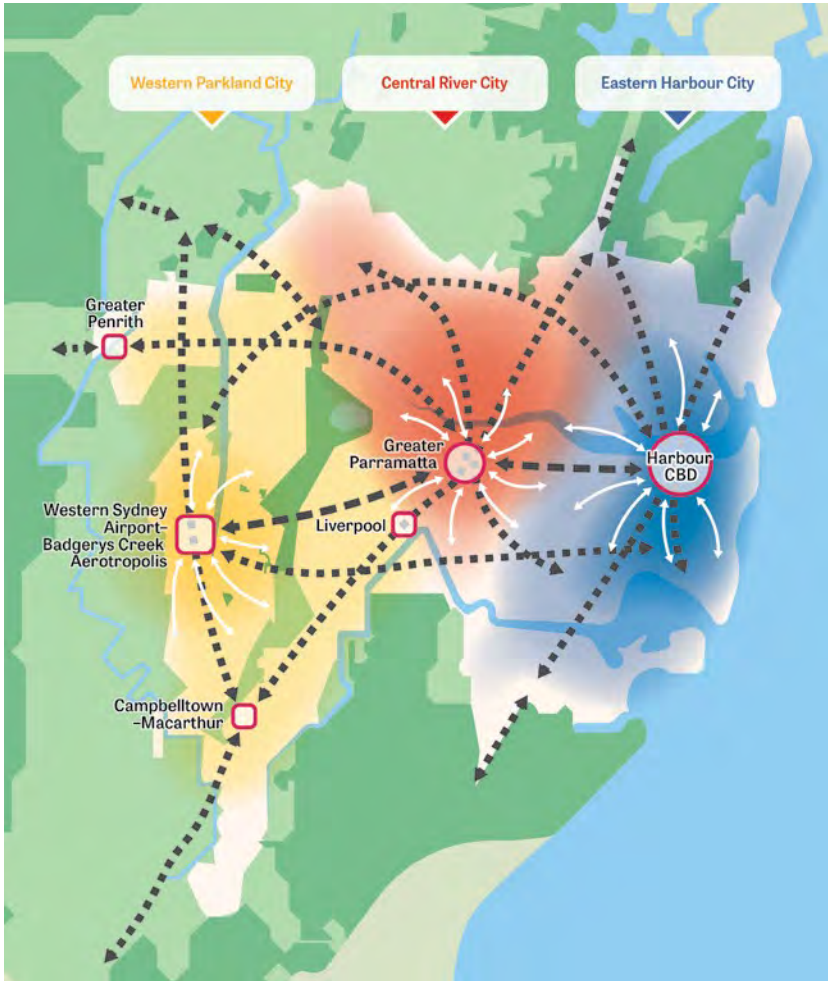 Western Parkland City
Central River City
Eastern Harbour City
Greater
Penrith
Greater
Parramatta
Harbour
CBD
Western Sydney
Airport–
Badgerys Creek
Aerotropolis
Liverpool
Campbelltown
–Macarthur